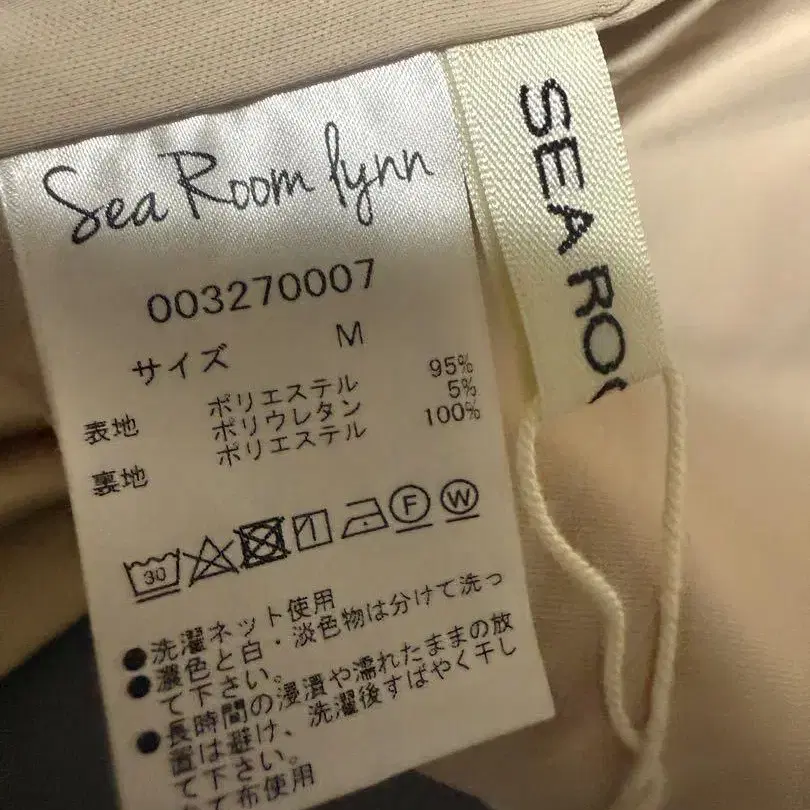 Sea Room lynn
003270007
サイズ M
表地 ポリエステル 95%
ポリウレタン 5%
裏地 ポリエステル 100%
30
F W
●洗濯ネット使用
●濃色と白・淡色物は分けて洗っ
て下さい。
●長時間の浸漬や濡れたままの放
置は避け、洗濯後すばやく干し
て下さい。
て布使用
SEA ROO